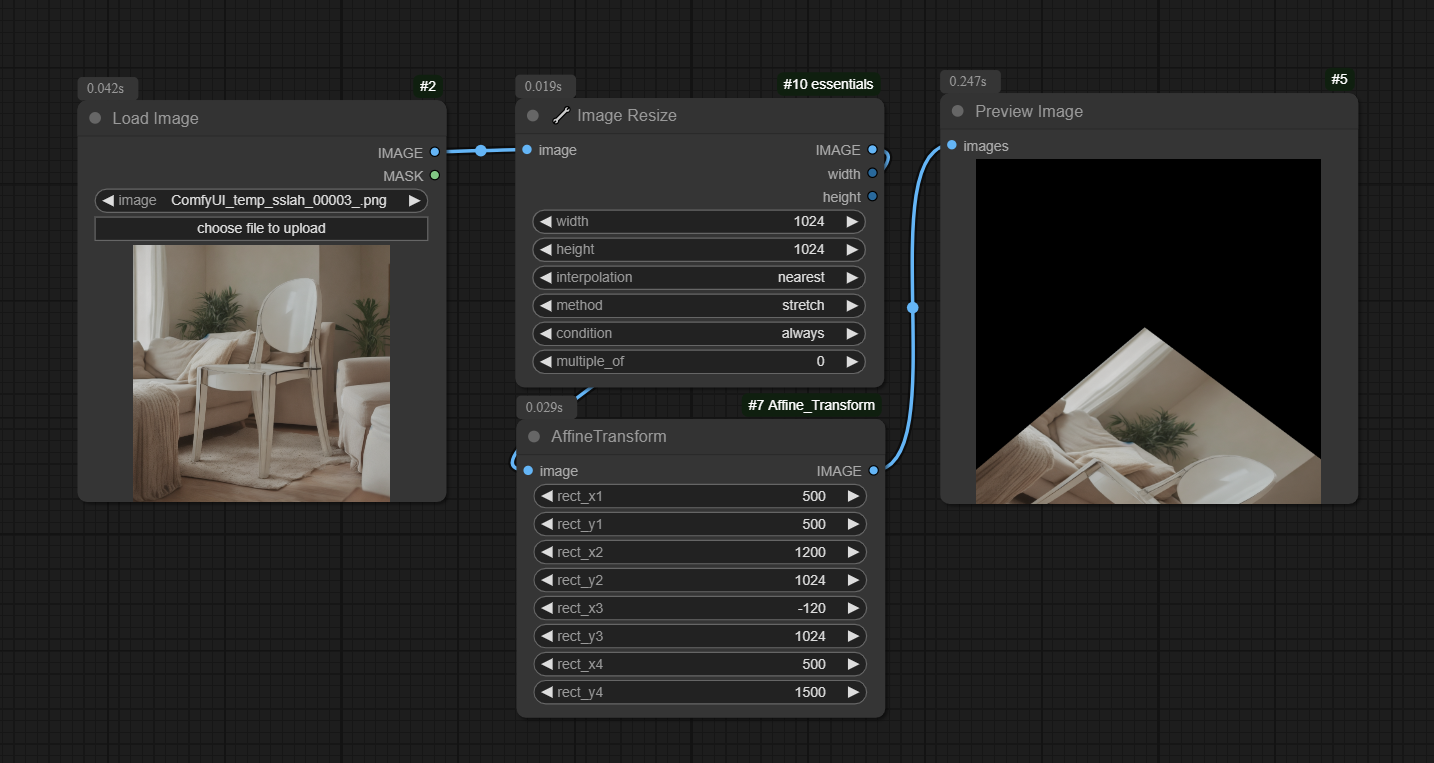 0.042s
#2
Load Image
IMAGE
MASK
image ComfyUI_temp_sslah_00003_.png
choose file to upload
0.019s
#10 essentials
Image Resize
image
IMAGE
width
height
width 1024
height 1024
interpolation nearest
method stretch
condition always
multiple_of 0
0.029s
#7 Affine_Transform
AffineTransform
image
IMAGE
rect_x1 500
rect_y1 500
rect_x2 1200
rect_y2 1024
rect_x3 -120
rect_y3 1024
rect_x4 500
rect_y4 1500
0.247s
#5
Preview Image
images